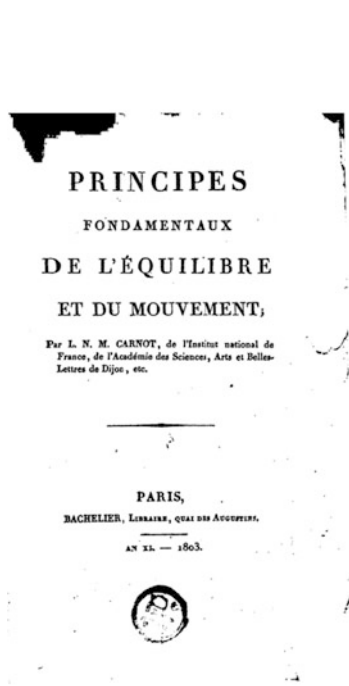 PRINCIPES
FONDAMENTAUX
DE L'ÉQUILIBRE
ET DU MOUVEMENT;
Par L. N. M. CARNOT, de l'Institut national de
France, de l'Académie des Sciences, Arts et Belles-
Lettres de Dijon, etc.
PARIS,
BACHELIER, LIBRAIRE, QUAI DES AUGUSTINS.
AN XI. — 1803.